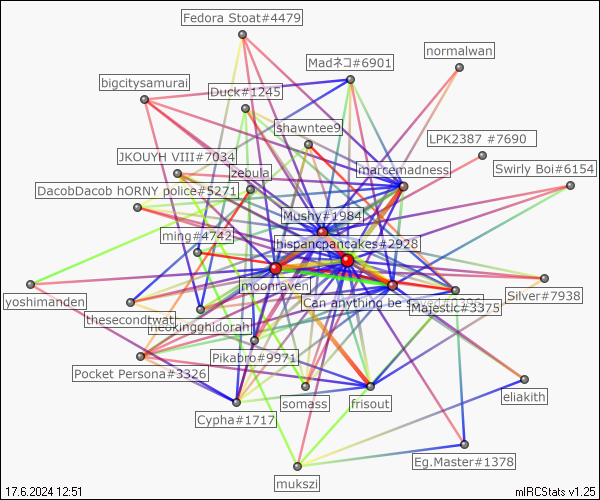 Fedora Stoat#4479
normalwan
Madネコ#6901
bigcitysamurai
Duck#1245
shawntee9
LPK2387 #7690
JKOUYH VIII#7034
marcemadness
Swirly Boi#6154
zebula
DacobDacob hORNY police#5271
Mushy#1984
ming#4742
hispancpancakes#2928
moonraven
yoshimanden
Can anything be
Silver#7938
Majestic#3375
thesecondtwat
neokingghidorah
Pikabro#9971
Pocket Persona#3326
somass
frisout
eliakith
Cypha#1717
Eg.Master#1378
mukszi
17.6.2024 12:51
mIRCStats v1.25